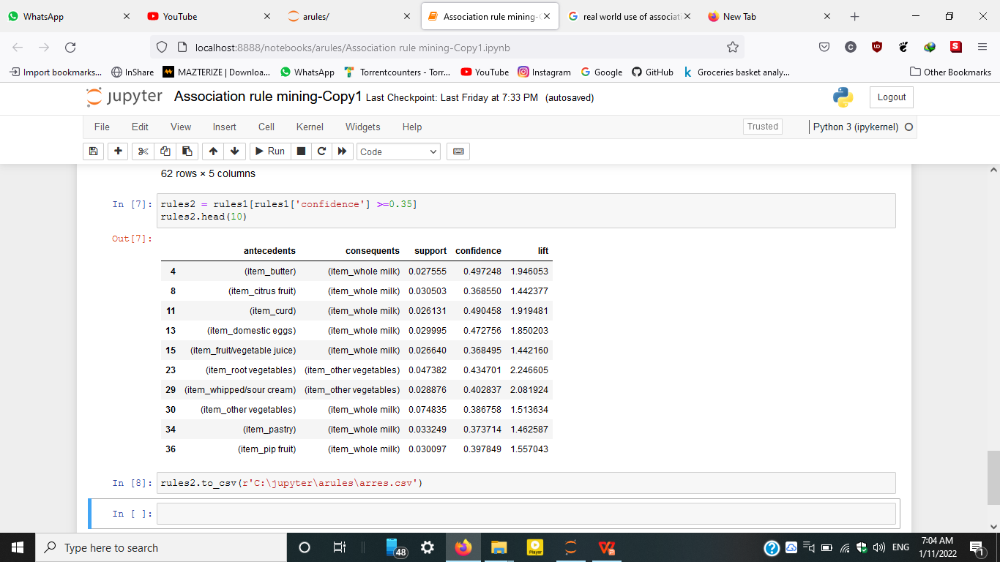 WhatsApp YouTube arules/ Association rule mining-C real world use of associati New Tab
localhost:8888/notebooks/arules/Association rule mining-Copy1.ipynb
Import bookmarks... InShare MAZTERIZE | Downloa... WhatsApp Torrentcounters - Torr... YouTube Instagram Google GitHub Groceries basket analy... Other Bookmarks
jupyter Association rule mining-Copy1 Last Checkpoint: Last Friday at 7:33 PM (autosaved) Logout
File Edit View Insert Cell Kernel Widgets Help Trusted Python 3 (ipykernel)
Run Code
62 rows × 5 columns
In [7]: rules2 = rules1[rules1['confidence'] >=0.35]
rules2.head(10)
Out[7]:
antecedents consequents support confidence lift
4 (item_butter) (item_whole milk) 0.027555 0.497248 1.946053
8 (item_citrus fruit) (item_whole milk) 0.030503 0.368550 1.442377
11 (item_curd) (item_whole milk) 0.026131 0.490458 1.919481
13 (item_domestic eggs) (item_whole milk) 0.029995 0.472756 1.850203
15 (item_fruit/vegetable juice) (item_whole milk) 0.026640 0.368495 1.442160
23 (item_root vegetables) (item_other vegetables) 0.047382 0.434701 2.246605
29 (item_whipped/sour cream) (item_other vegetables) 0.028876 0.402837 2.081924
30 (item_other vegetables) (item_whole milk) 0.074835 0.386758 1.513634
34 (item_pastry) (item_whole milk) 0.033249 0.373714 1.462587
36 (item_pip fruit) (item_whole milk) 0.030097 0.397849 1.557043
In [8]: rules2.to_csv(r'C:\jupyter\arules\arres.csv')
In [ ]:
Type here to search 48 Player ENG 7:04 AM
1/11/2022 1